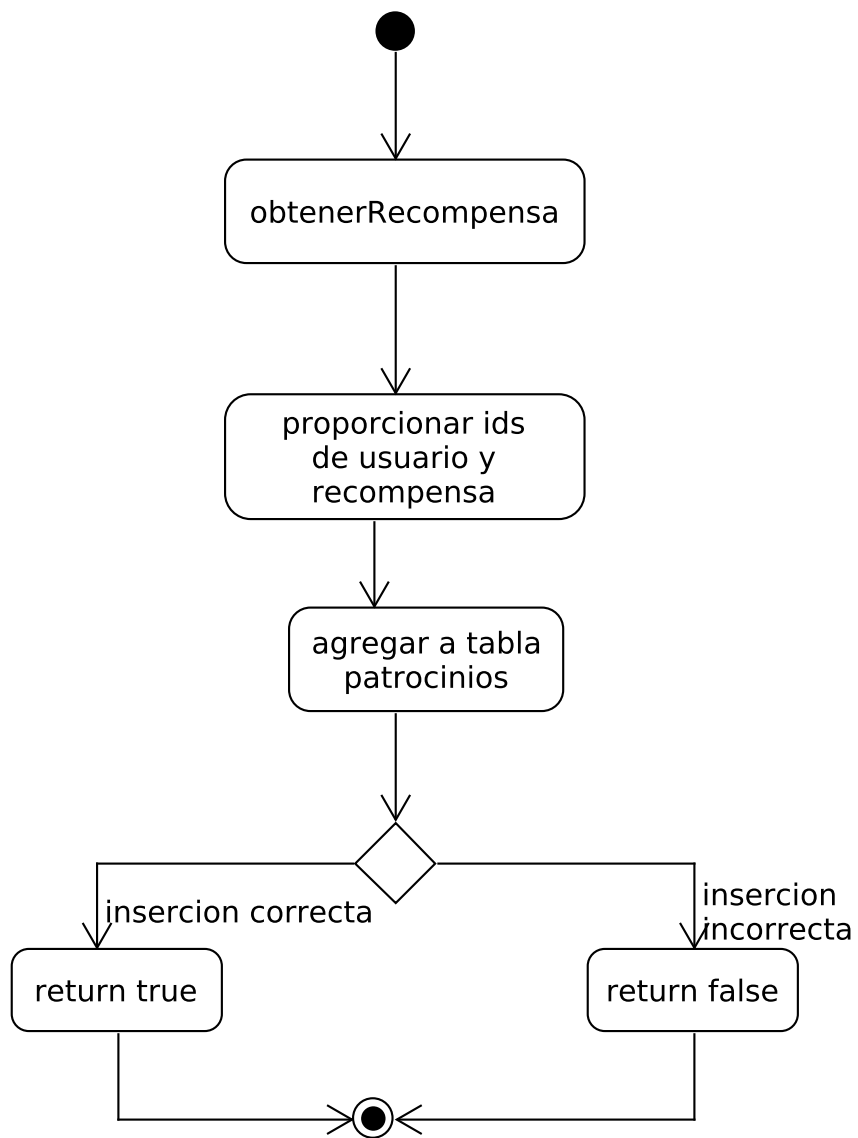 obtenerRecompensa
proporcionar ids
de usuario y
recompensa
agregar a tabla
patrocinios
insercion correcta
insercion
incorrecta
return true
return false